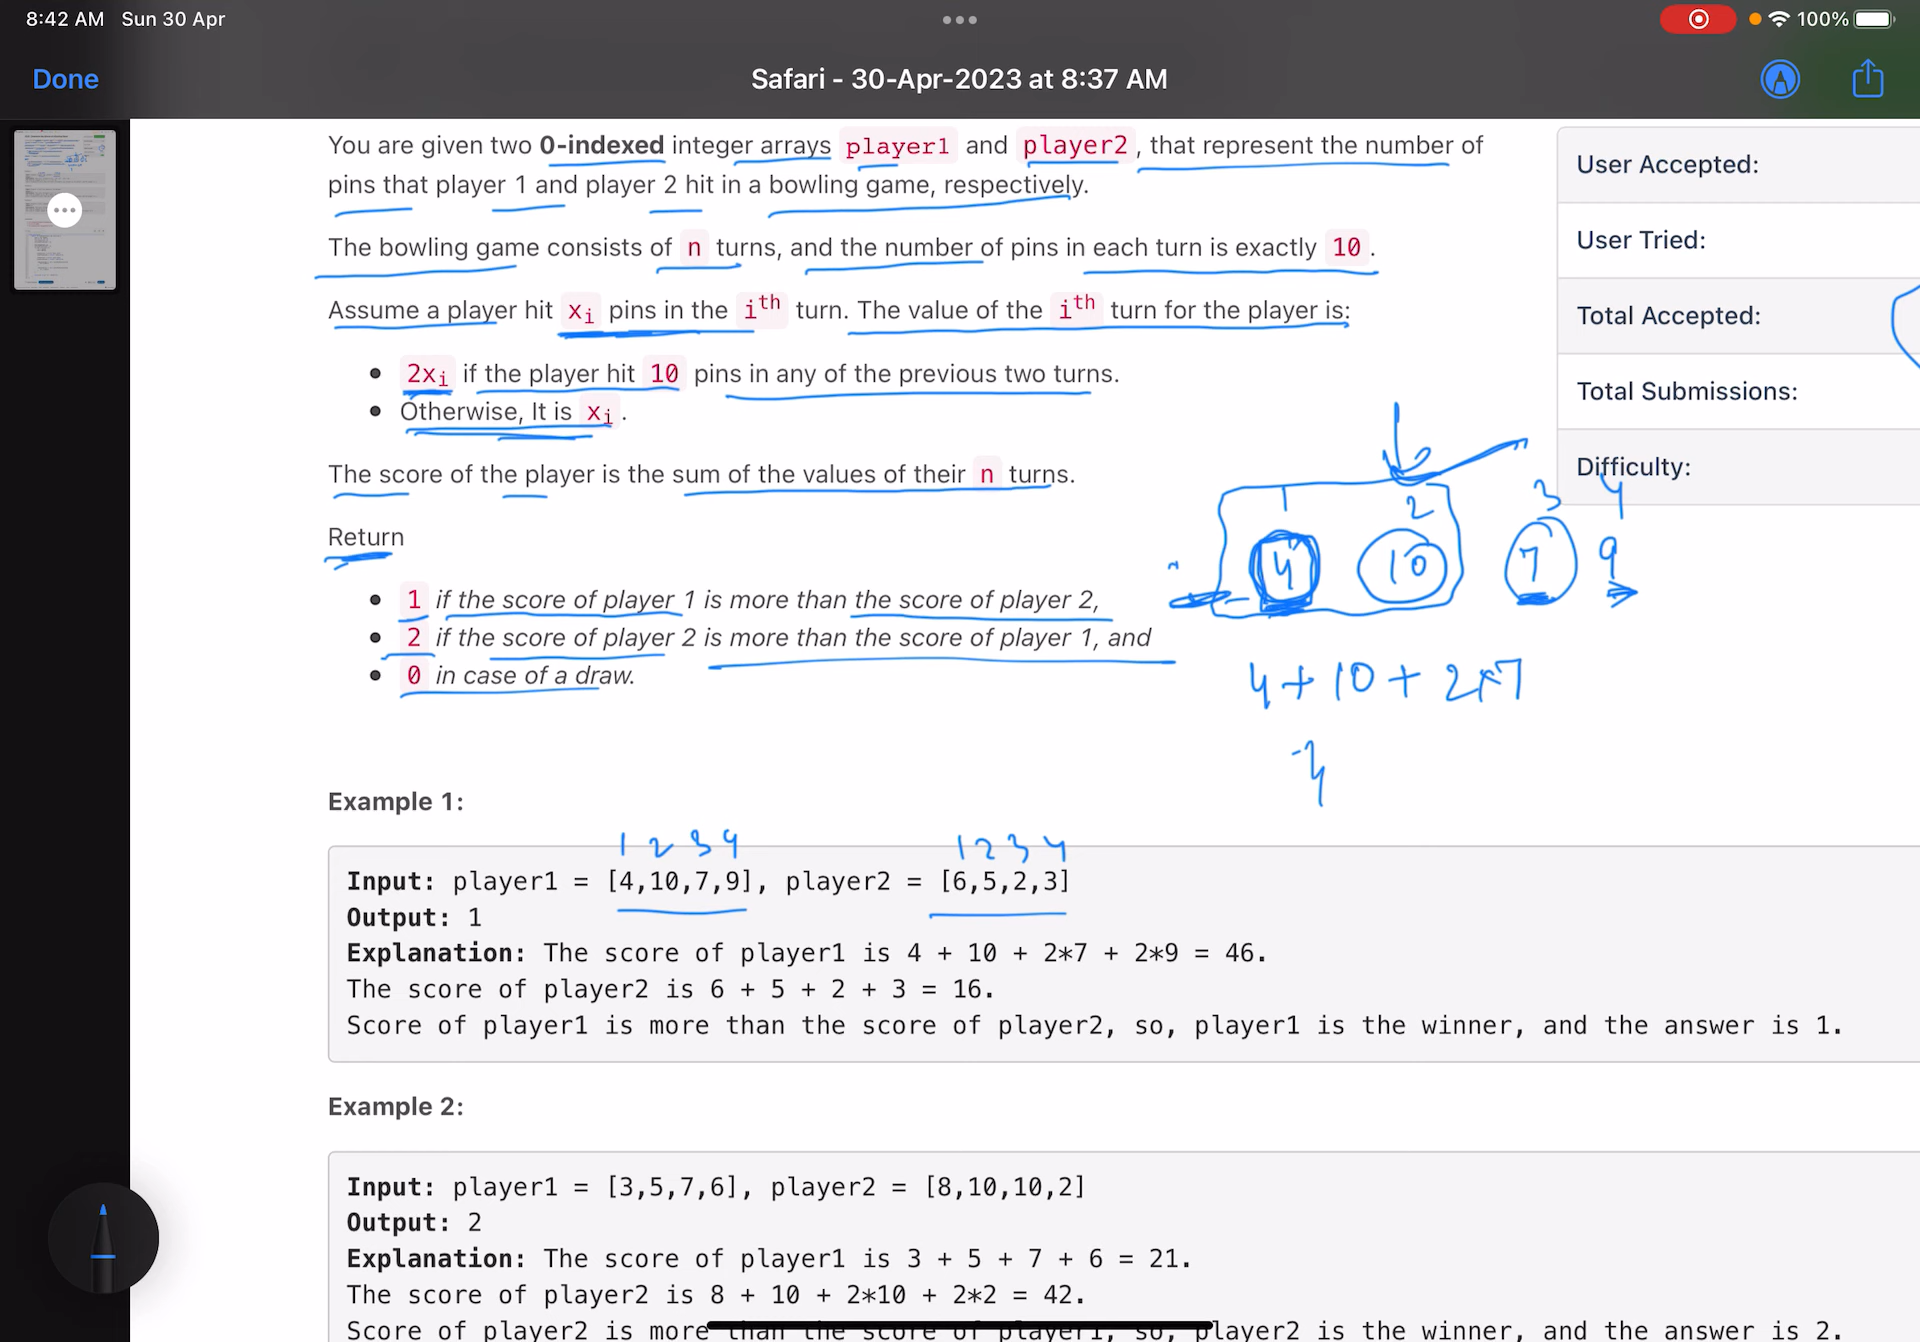 8:42 AM Sun 30 Apr
100%
Done
Safari - 30-Apr-2023 at 8:37 AM
You are given two 0-indexed integer arrays player1 and player2, that represent the number of
pins that player 1 and player 2 hit in a bowling game, respectively.
The bowling game consists of n turns, and the number of pins in each turn is exactly 10.
Assume a player hit xi pins in the ith turn. The value of the ith turn for the player is:
• 2xi if the player hit 10 pins in any of the previous two turns.
• Otherwise, It is xi.
The score of the player is the sum of the values of their n turns.
Return
• 1 if the score of player 1 is more than the score of player 2,
• 2 if the score of player 2 is more than the score of player 1, and
• 0 in case of a draw.
User Accepted:
User Tried:
Total Accepted:
Total Submissions:
Difficulty:
1 2 3 4
4 10 7 9
4 + 10 + 2*7
Example 1:
1 2 3 4 1 2 3 4
Input: player1 = [4,10,7,9], player2 = [6,5,2,3]
Output: 1
Explanation: The score of player1 is 4 + 10 + 2*7 + 2*9 = 46.
The score of player2 is 6 + 5 + 2 + 3 = 16.
Score of player1 is more than the score of player2, so, player1 is the winner, and the answer is 1.
Example 2:
Input: player1 = [3,5,7,6], player2 = [8,10,10,2]
Output: 2
Explanation: The score of player1 is 3 + 5 + 7 + 6 = 21.
The score of player2 is 8 + 10 + 2*10 + 2*2 = 42.
Score of player2 is more than the score of player1, so, player2 is the winner, and the answer is 2.